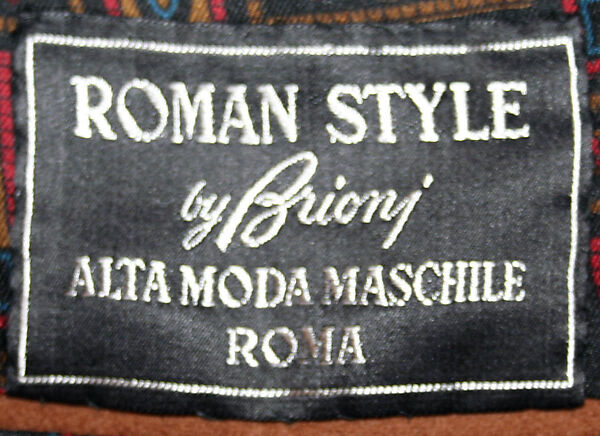 ROMAN STYLE
by Brionj
ALTA MODA MASCHILE
ROMA